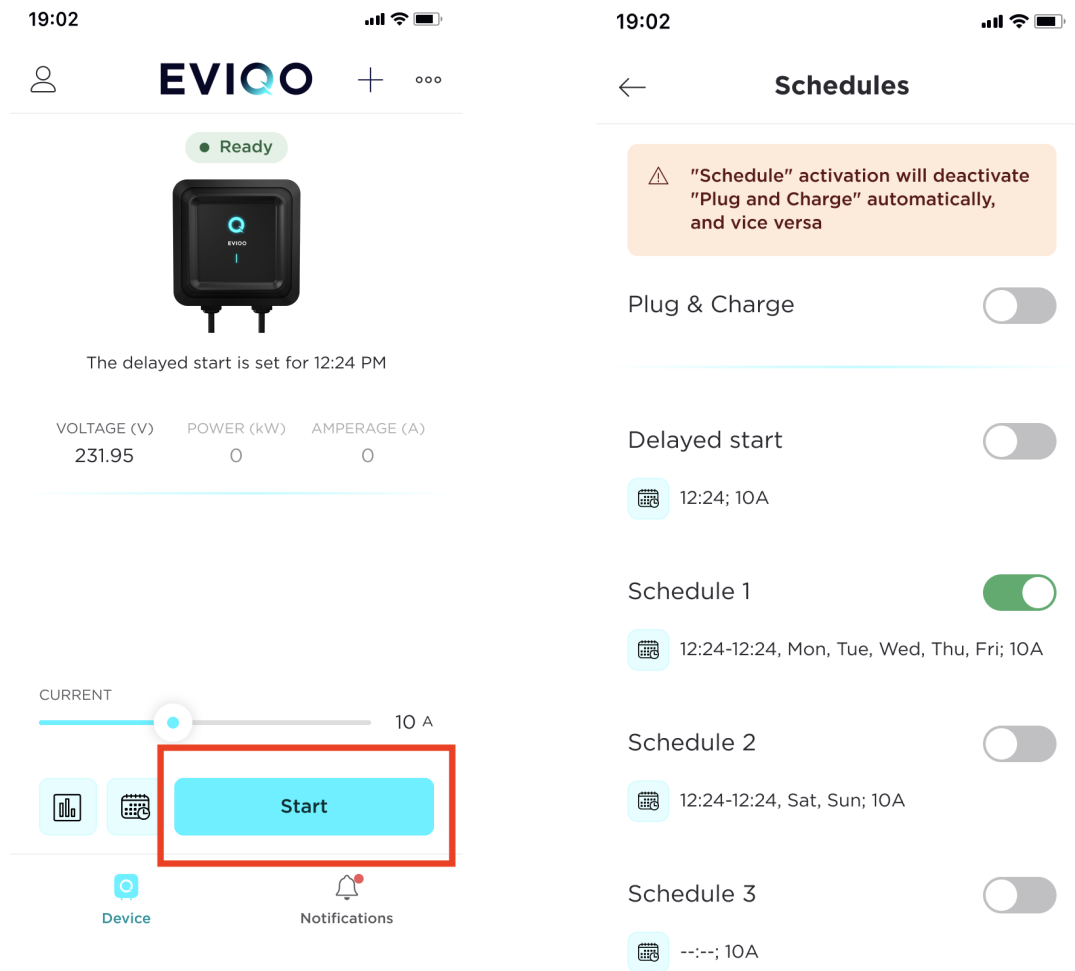 19:02
EVIQO
Ready
EVIQO
The delayed start is set for 12:24 PM
VOLTAGE (V) POWER (kW) AMPERAGE (A)
231.95 0 0
CURRENT
10 A
Start
Device Notifications
19:02
Schedules
"Schedule" activation will deactivate
"Plug and Charge" automatically,
and vice versa
Plug & Charge
Delayed start
12:24; 10A
Schedule 1
12:24-12:24, Mon, Tue, Wed, Thu, Fri; 10A
Schedule 2
12:24-12:24, Sat, Sun; 10A
Schedule 3
--:--; 10A